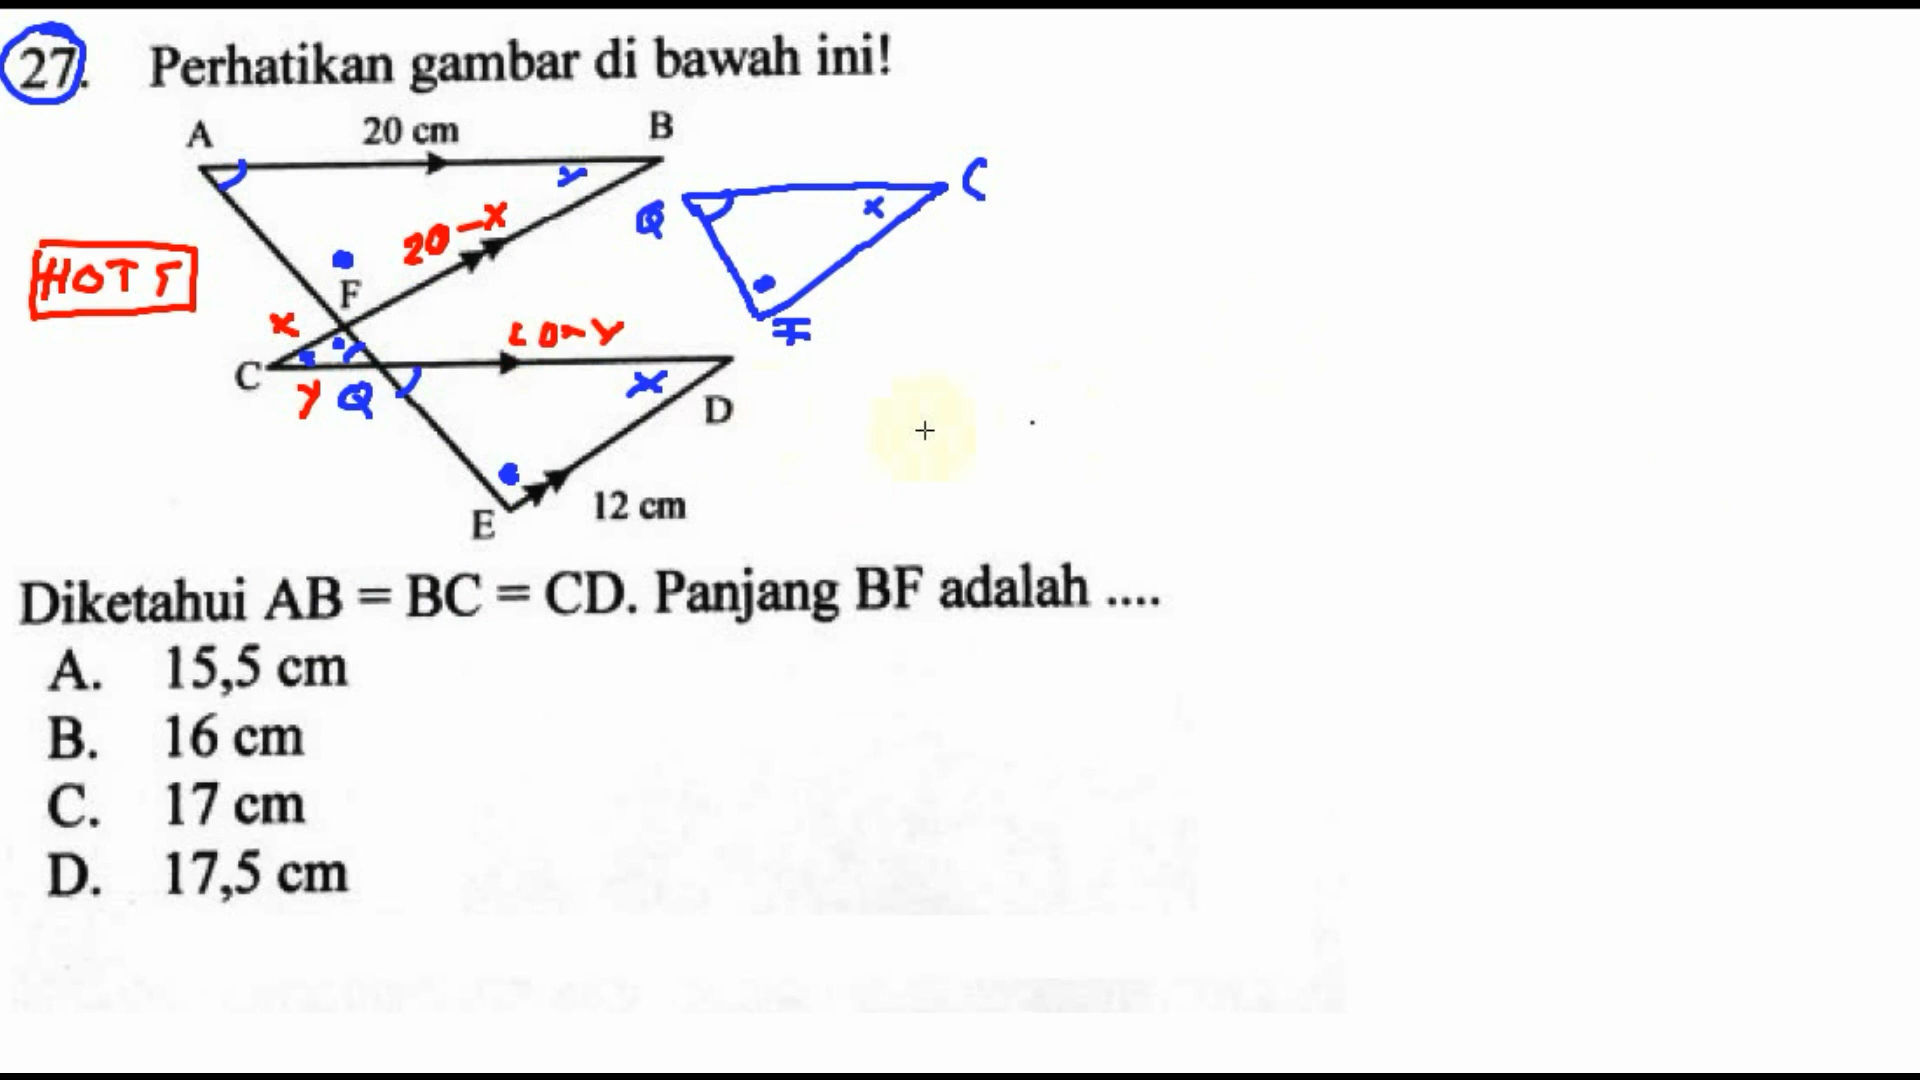 27. Perhatikan gambar di bawah ini!
A 20 cm B
C
Q x
20-x
HOTS
F
x 20-y
C y Q x D
12 cm
E
Diketahui AB = BC = CD. Panjang BF adalah ....
A. 15,5 cm
B. 16 cm
C. 17 cm
D. 17,5 cm